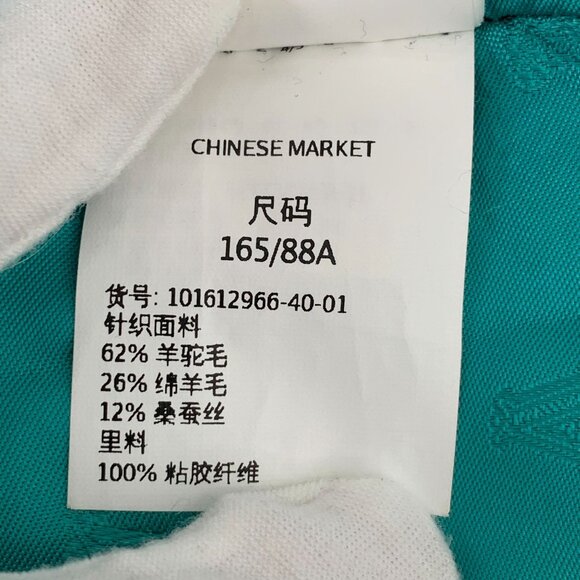 CHINESE MARKET
尺码
165/88A
货号: 101612966-40-01
针织面料
62% 羊驼毛
26% 绵羊毛
12% 桑蚕丝
里料
100% 粘胶纤维